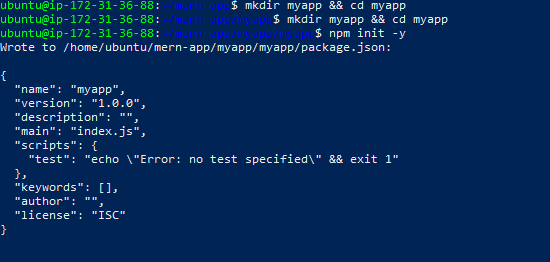 ubuntu@ip-172-31-36-88:~/mern-app$ mkdir myapp && cd myapp
ubuntu@ip-172-31-36-88:~/mern-app/myapp$ mkdir myapp && cd myapp
ubuntu@ip-172-31-36-88:~/mern-app/myapp/myapp$ npm init -y
Wrote to /home/ubuntu/mern-app/myapp/myapp/package.json:
{
  "name": "myapp",
  "version": "1.0.0",
  "description": "",
  "main": "index.js",
  "scripts": {
    "test": "echo \"Error: no test specified\" && exit 1"
  },
  "keywords": [],
  "author": "",
  "license": "ISC"
}